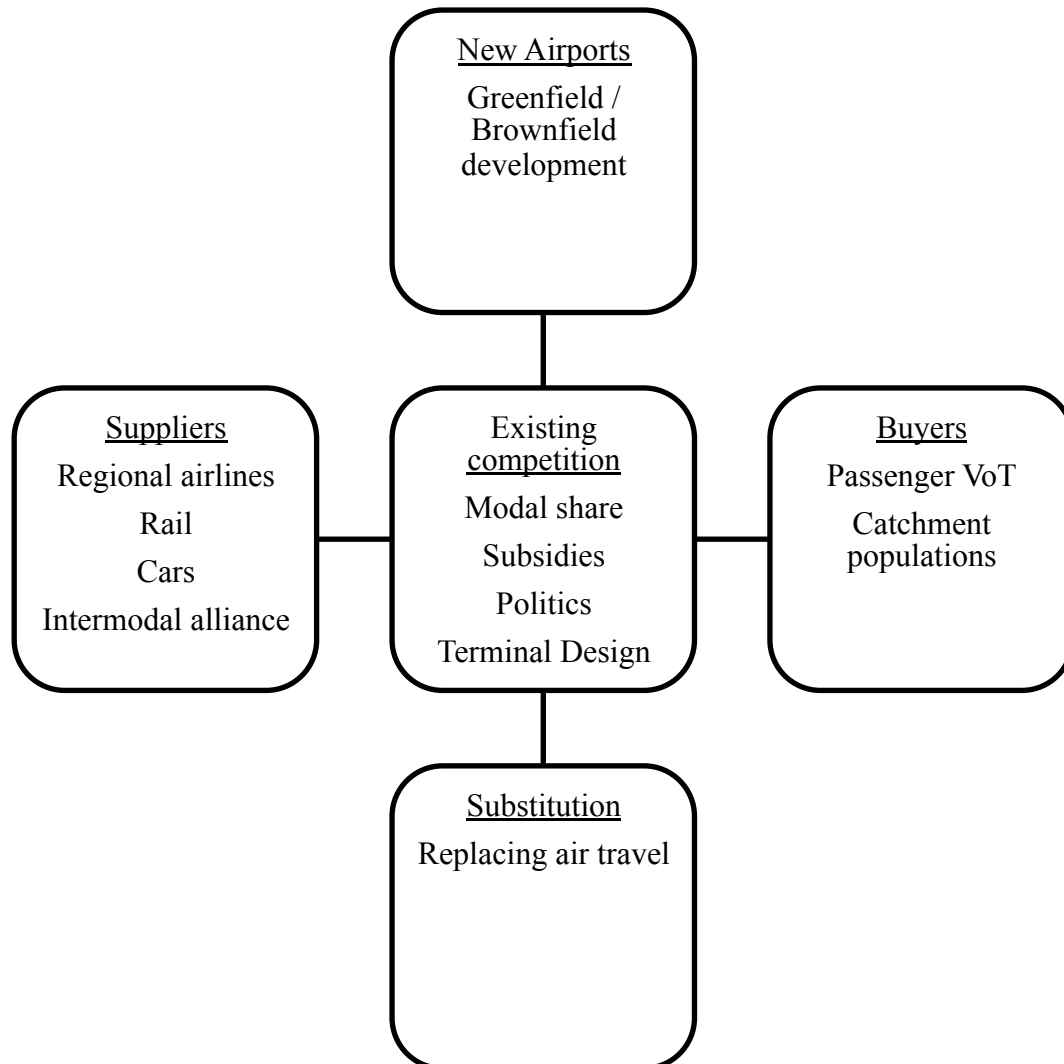 New Airports
Greenfield /
Brownfield
development
Suppliers
Regional airlines
Rail
Cars
Intermodal alliance
Existing
competition
Modal share
Subsidies
Politics
Terminal Design
Buyers
Passenger VoT
Catchment
populations
Substitution
Replacing air travel